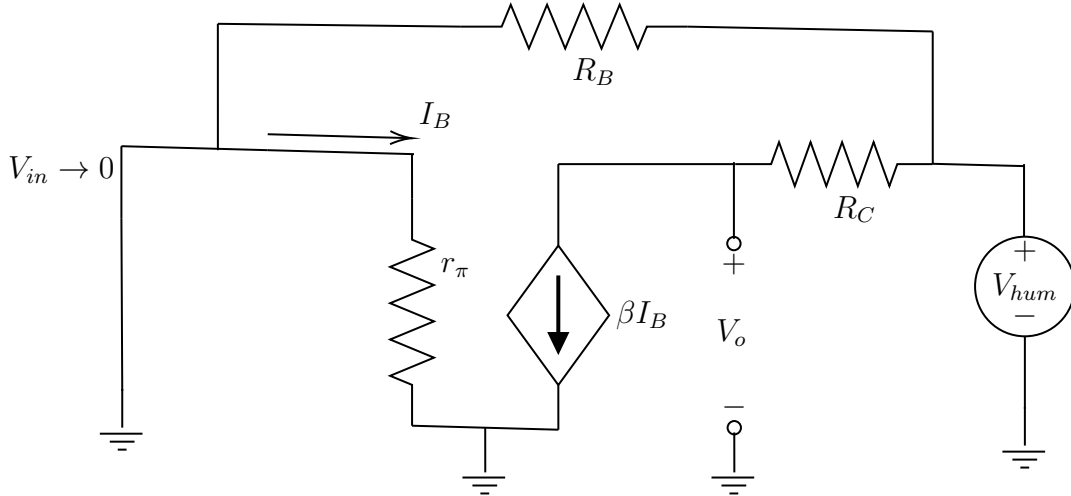 R_B
I_B
V_in → 0
R_C
r_π
+
+
V_hum
βI_B
−
V_o
−